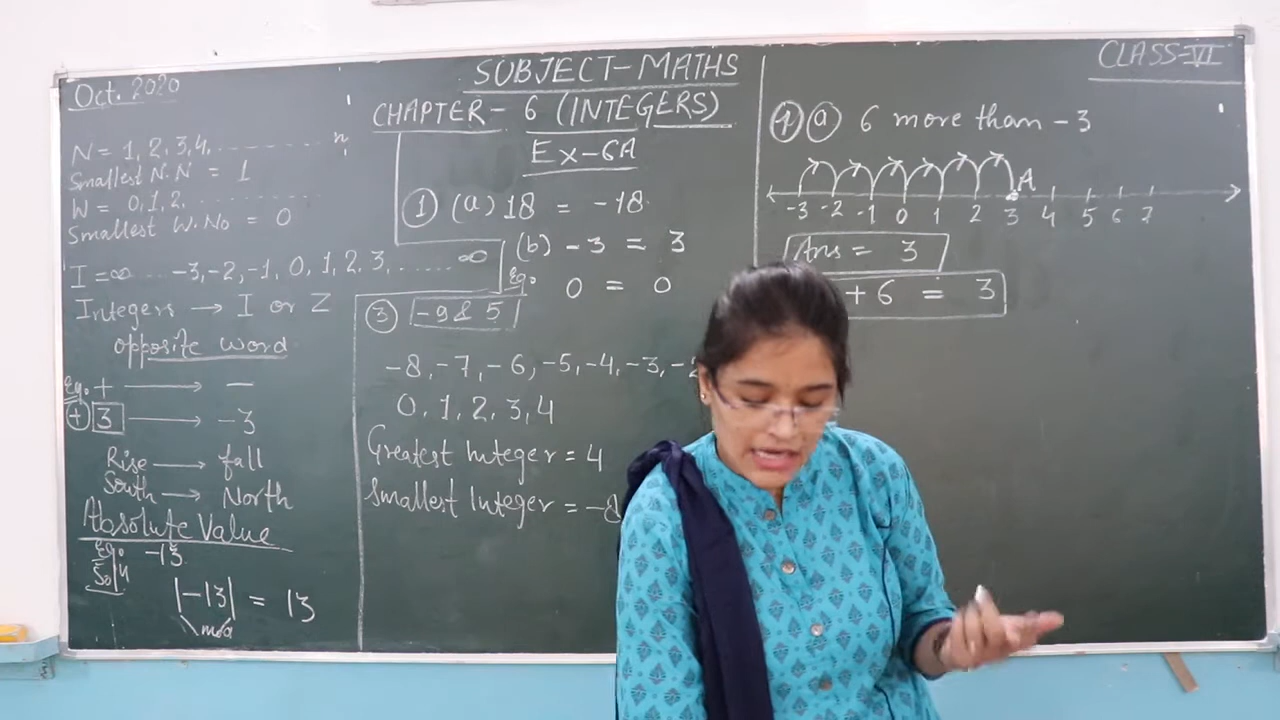 Oct. 2020
SUBJECT-MATHS
CLASS-VI
CHAPTER- 6 (INTEGERS)
Ex-6A
N = 1, 2, 3, 4, ......... n,
Smallest N.N = 1
W = 0, 1, 2, .........
Smallest W.No = 0
I = ∞ .... -3, -2, -1, 0, 1, 2, 3, ...... ∞
Integers → I or Z
opposite word
Eg. + → -
(+) 3 → -3
Rise → fall
South → North
Absolute Value
Eg. -13
Soln
|-13| = 13
mod
① (a) 18 = -18
(b) -3 = 3
Eg. 0 = 0
③ -9 & 5
-8, -7, -6, -5, -4, -3, -2
0, 1, 2, 3, 4
Greatest Integer = 4
Smallest Integer = -8
④ ⓐ 6 more than -3
A
-3 -2 -1 0 1 2 3 4 5 6 7
Ans = 3
+ 6 = 3